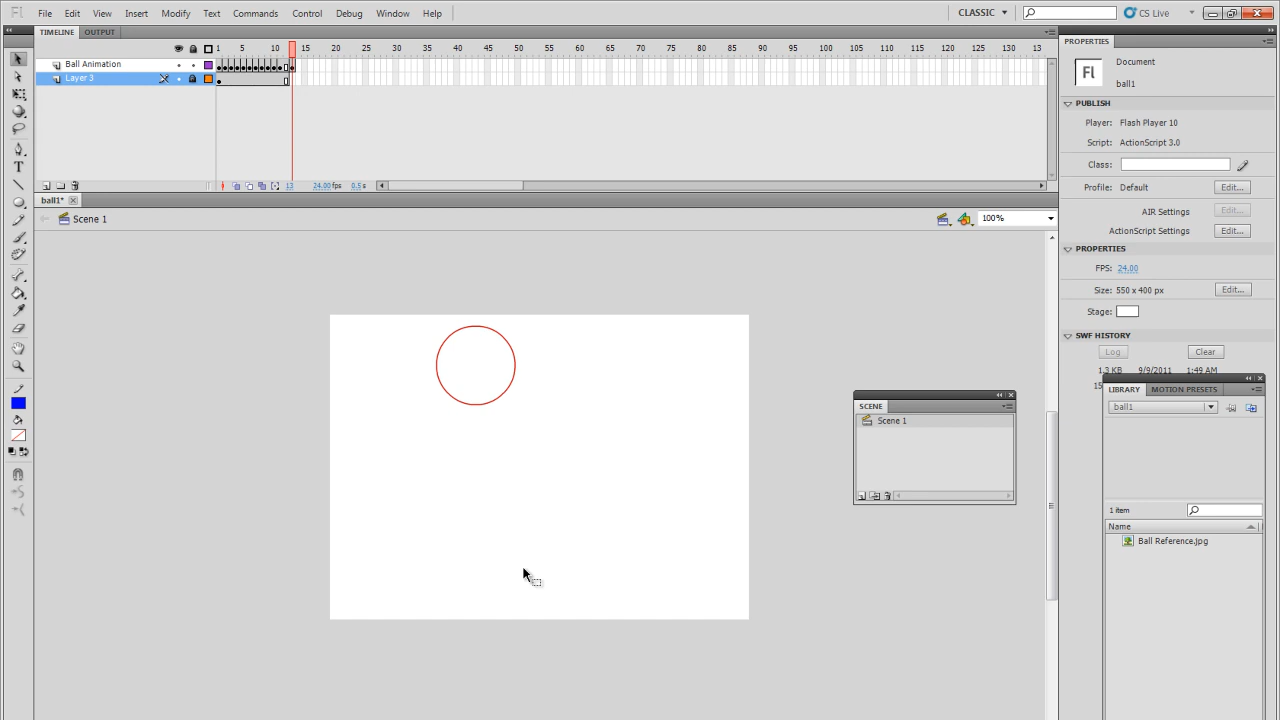 Fl File Edit View Insert Modify Text Commands Control Debug Window Help CLASSIC CS Live
TIMELINE OUTPUT
1 5 10 15 20 25 30 35 40 45 50 55 60 65 70 75 80 85 90 95 100 105 110 115 120 125 130 13
Ball Animation
Layer 3
13 24.00 fps 0.5 s
ball1*
Scene 1 100%
PROPERTIES
Fl Document
ball1
PUBLISH
Player: Flash Player 10
Script: ActionScript 3.0
Class:
Profile: Default Edit...
AIR Settings Edit...
ActionScript Settings Edit...
PROPERTIES
FPS: 24.00
Size: 550 x 400 px Edit...
Stage:
SWF HISTORY
Log Clear
1.3 KB 9/9/2011 1:49 AM
15
SCENE
Scene 1
LIBRARY MOTION PRESETS
ball1
1 item
Name
Ball Reference.jpg
T